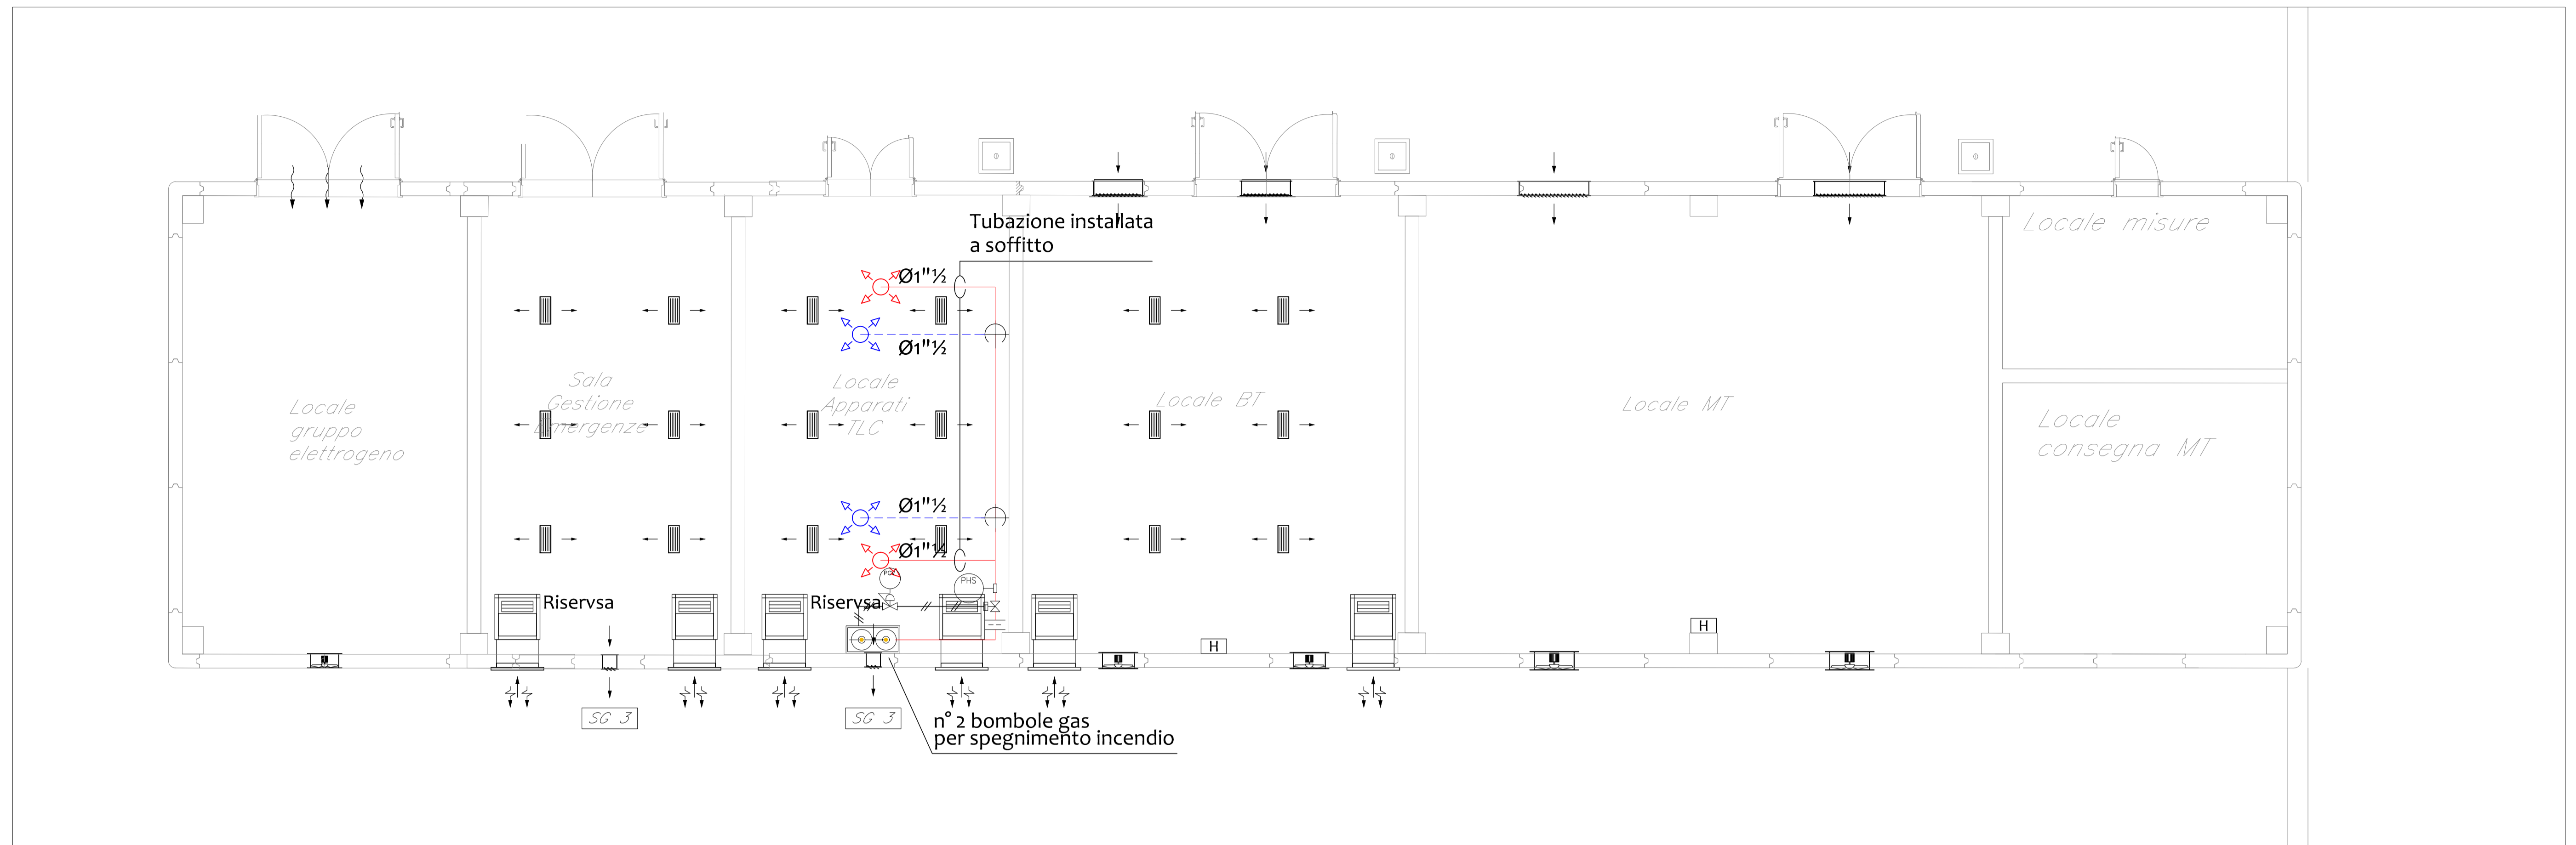 Tubazione installata
a soffitto
Locale misure
Ø1"½
Ø1"½
Locale
gruppo
elettrogeno
Sala
Gestione
Emergenze
Locale
Apparati
TLC
Locale BT
Locale MT
Locale
consegna MT
Ø1"½
Ø1"½
PHS
Riservsa
Riservsa
H
H
SG 3
SG 3
n° 2 bombole gas
per spegnimento incendio